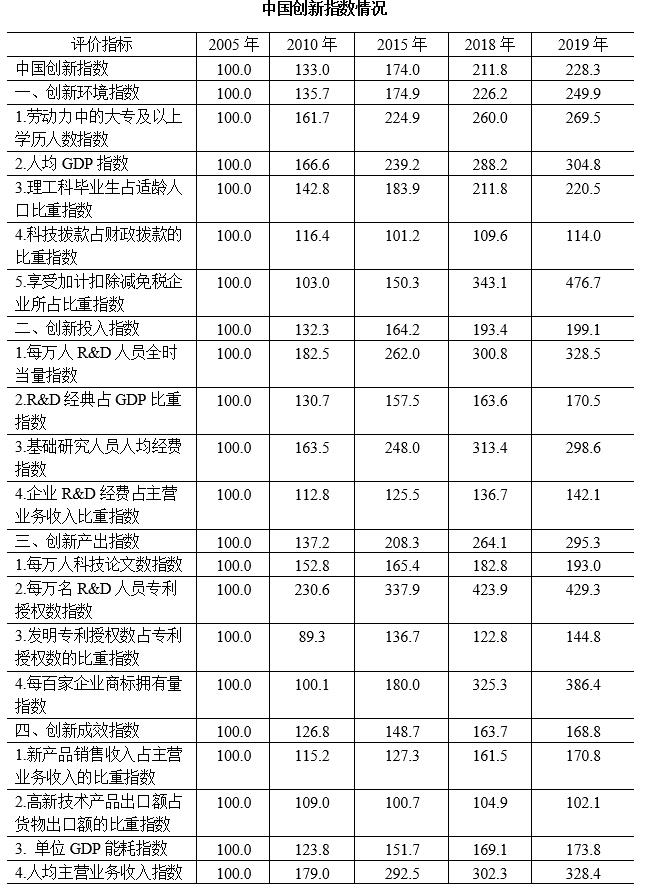 中国创新指数情况
评价指标 2005 年 2010 年 2015 年 2018 年 2019 年
中国创新指数 100.0 133.0 174.0 211.8 228.3
一、创新环境指数 100.0 135.7 174.9 226.2 249.9
1.劳动力中的大专及以上 100.0 161.7 224.9 260.0 269.5
学历人数指数
2.人均 GDP 指数 100.0 166.6 239.2 288.2 304.8
3.理工科毕业生占适龄人 100.0 142.8 183.9 211.8 220.5
口比重指数
4.科技拨款占财政拨款的 100.0 116.4 101.2 109.6 114.0
比重指数
5.享受加计扣除减免税企 100.0 103.0 150.3 343.1 476.7
业所占比重指数
二、创新投入指数 100.0 132.3 164.2 193.4 199.1
1.每万人 R&D 人员全时 100.0 182.5 262.0 300.8 328.5
当量指数
2.R&D 经典占 GDP 比重 100.0 130.7 157.5 163.6 170.5
指数
3.基础研究人员人均经费 100.0 163.5 248.0 313.4 298.6
指数
4.企业 R&D 经费占主营 100.0 112.8 125.5 136.7 142.1
业务收入比重指数
三、创新产出指数 100.0 137.2 208.3 264.1 295.3
1.每万人科技论文数指数 100.0 152.8 165.4 182.8 193.0
2.每万名 R&D 人员专利 100.0 230.6 337.9 423.9 429.3
授权数指数
3.发明专利授权数占专利 100.0 89.3 136.7 122.8 144.8
授权数的比重指数
4.每百家企业商标拥有量 100.0 100.1 180.0 325.3 386.4
指数
四、创新成效指数 100.0 126.8 148.7 163.7 168.8
1.新产品销售收入占主营 100.0 115.2 127.3 161.5 170.8
业务收入的比重指数
2.高新技术产品出口额占 100.0 109.0 100.7 104.9 102.1
货物出口额的比重指数
3. 单位 GDP 能耗指数 100.0 123.8 151.7 169.1 173.8
4.人均主营业务收入指数 100.0 179.0 292.5 302.3 328.4